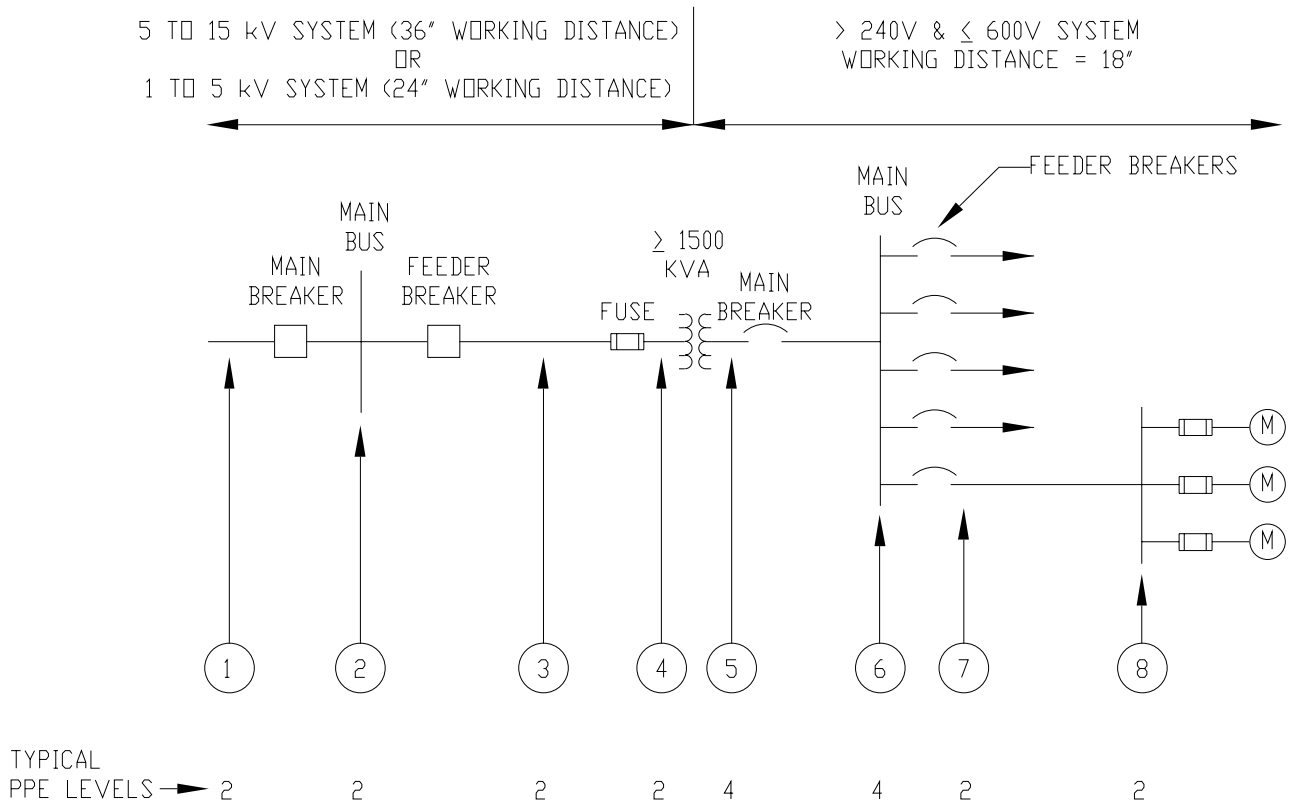 5 TO 15 kV SYSTEM (36" WORKING DISTANCE)
OR
1 TO 5 kV SYSTEM (24" WORKING DISTANCE)
> 240V & ≤ 600V SYSTEM
WORKING DISTANCE = 18"
FEEDER BREAKERS
MAIN
BUS
MAIN
BUS
≥ 1500
KVA
MAIN
BREAKER
FEEDER
BREAKER
FUSE
MAIN
BREAKER
M
M
M
1 2 3 4 5 6 7 8
TYPICAL
PPE LEVELS 2 2 2 2 4 4 2 2